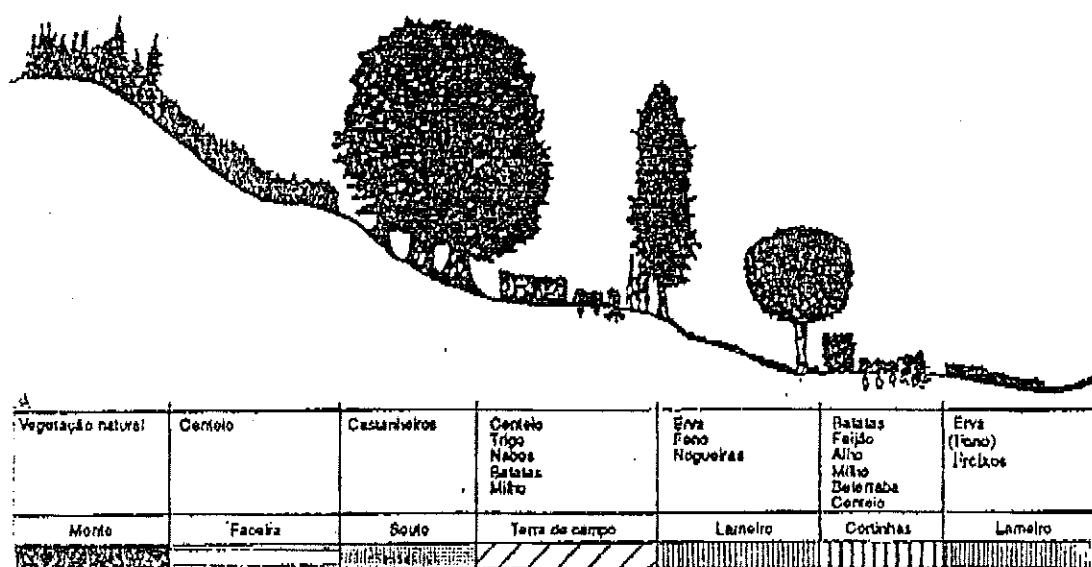 Vegetação natural
Centeio
Castanheiros
Centeio
Trigo
Nabos
Batatas
Milho
Erva
Feno
Nogueiras
Batatas
Feijão
Alho
Milho
Beterraba
Centeio
Erva
(Feno)
Freixos
Monte
Faceira
Souto
Terra de campo
Lameiro
Cortinhas
Lameiro